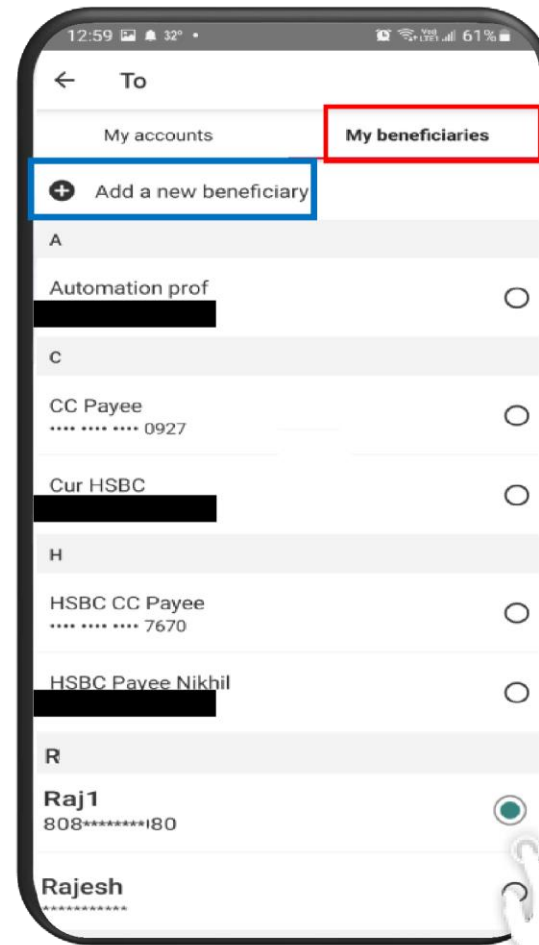 12:59 32° •
61%
To
My accounts My beneficiaries
Add a new beneficiary
A
Automation prof
C
CC Payee
•••• •••• •••• 0927
Cur HSBC
H
HSBC CC Payee
•••• •••• •••• 7670
HSBC Payee Nikhil
R
Raj1
808********180
Rajesh
***********